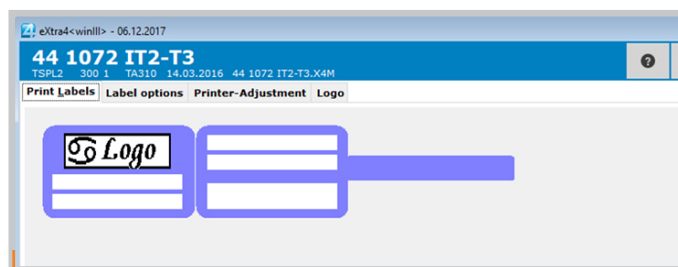 eXtra4<winIII> - 06.12.2017
44 1072 IT2-T3
TSPL2 300 1 TA310 14.03.2016 44 1072 IT2-T3.X4M
Print Labels Label options Printer-Adjustment Logo
Logo